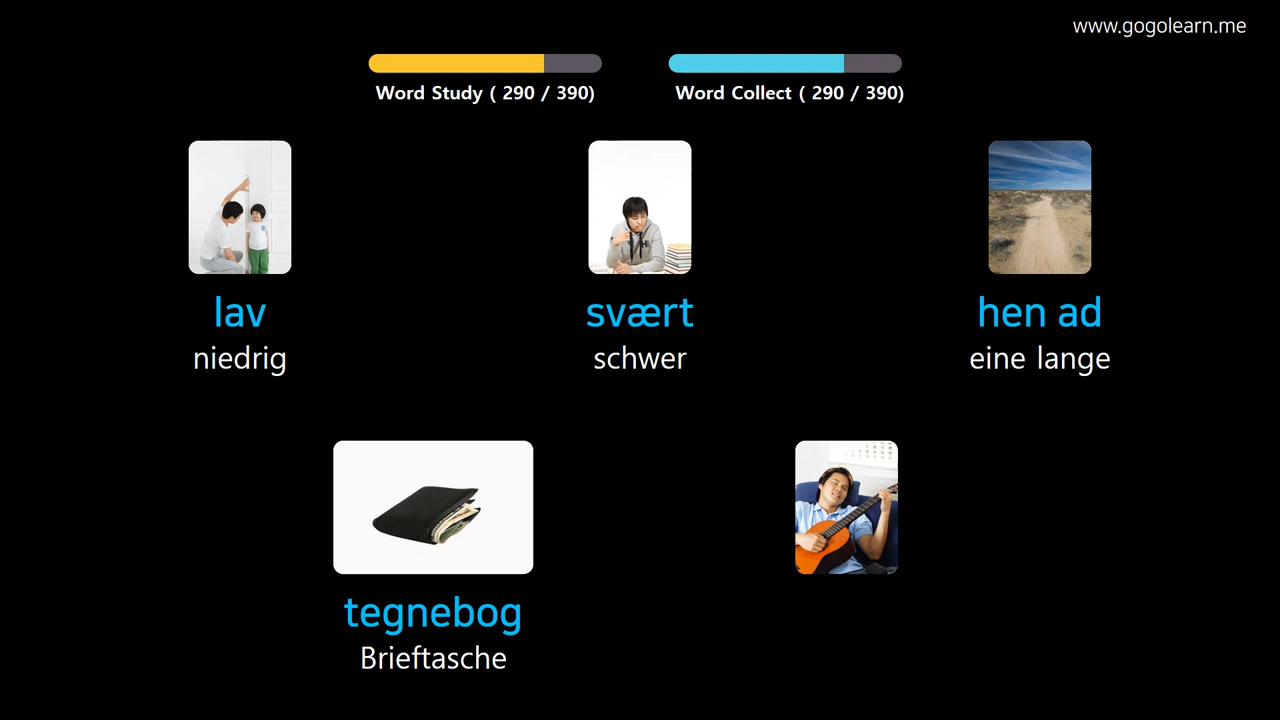 www.gogolearn.me
Word Study ( 290 / 390)
Word Collect ( 290 / 390)
lav
niedrig
svært
schwer
hen ad
eine lange
tegnebog
Brieftasche